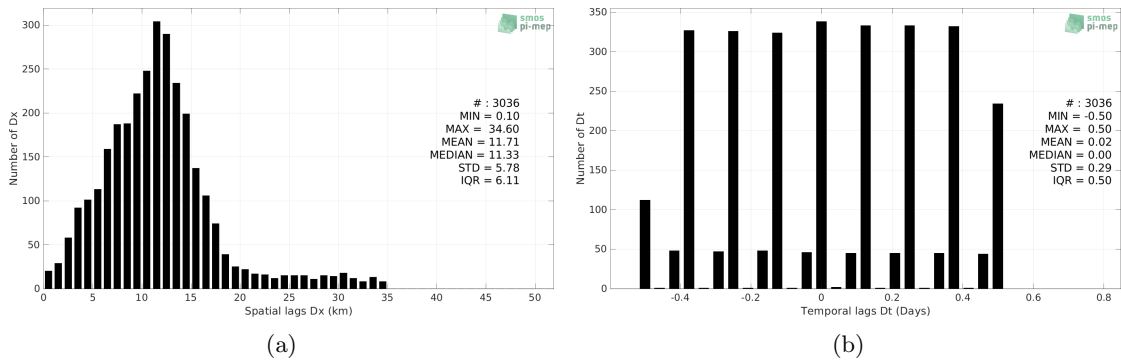 smos
pi-mep
300
250
200
150
100
50
0
Number of Dx
# : 3036
MIN = 0.10
MAX = 34.60
MEAN = 11.71
MEDIAN = 11.33
STD = 5.78
IQR = 6.11
0 5 10 15 20 25 30 35 40 45 50
Spatial lags Dx (km)
(a)
smos
pi-mep
350
300
250
200
150
100
50
0
Number of Dt
# : 3036
MIN = -0.50
MAX = 0.50
MEAN = 0.02
MEDIAN = 0.00
STD = 0.29
IQR = 0.50
-0.4 -0.2 0 0.2 0.4 0.6 0.8
Temporal lags Dt (Days)
(b)